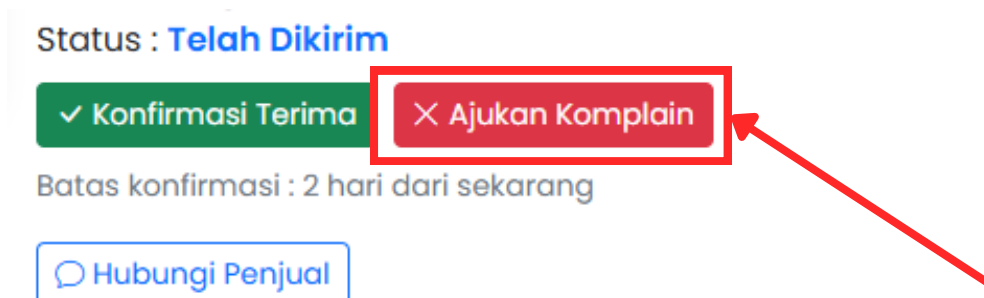 Status : Telah Dikirim
Konfirmasi Terima
Ajukan Komplain
Batas konfirmasi : 2 hari dari sekarang
Hubungi Penjual